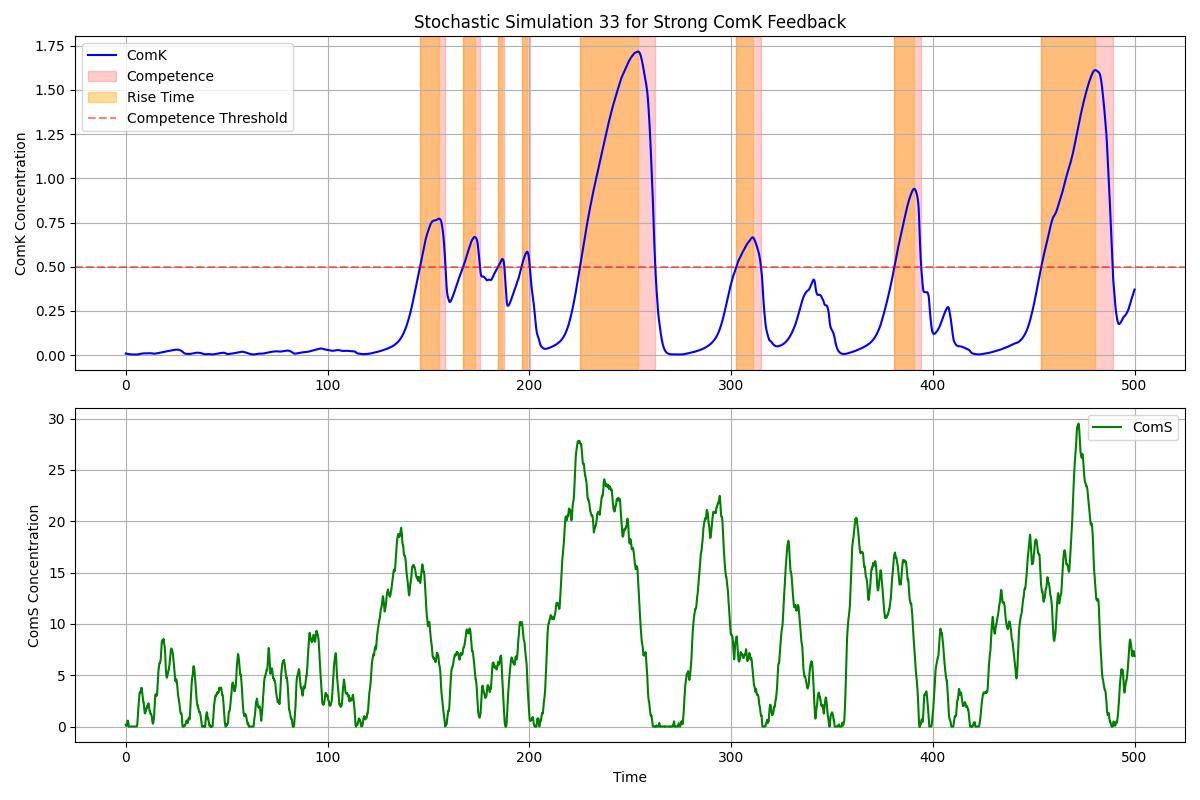 Stochastic Simulation 33 for Strong ComK Feedback
ComK Concentration
1.75
1.50
1.25
1.00
0.75
0.50
0.25
0.00
ComK
Competence
Rise Time
Competence Threshold
0 100 200 300 400 500
ComS Concentration
30
25
20
15
10
5
0
ComS
0 100 200 300 400 500
Time